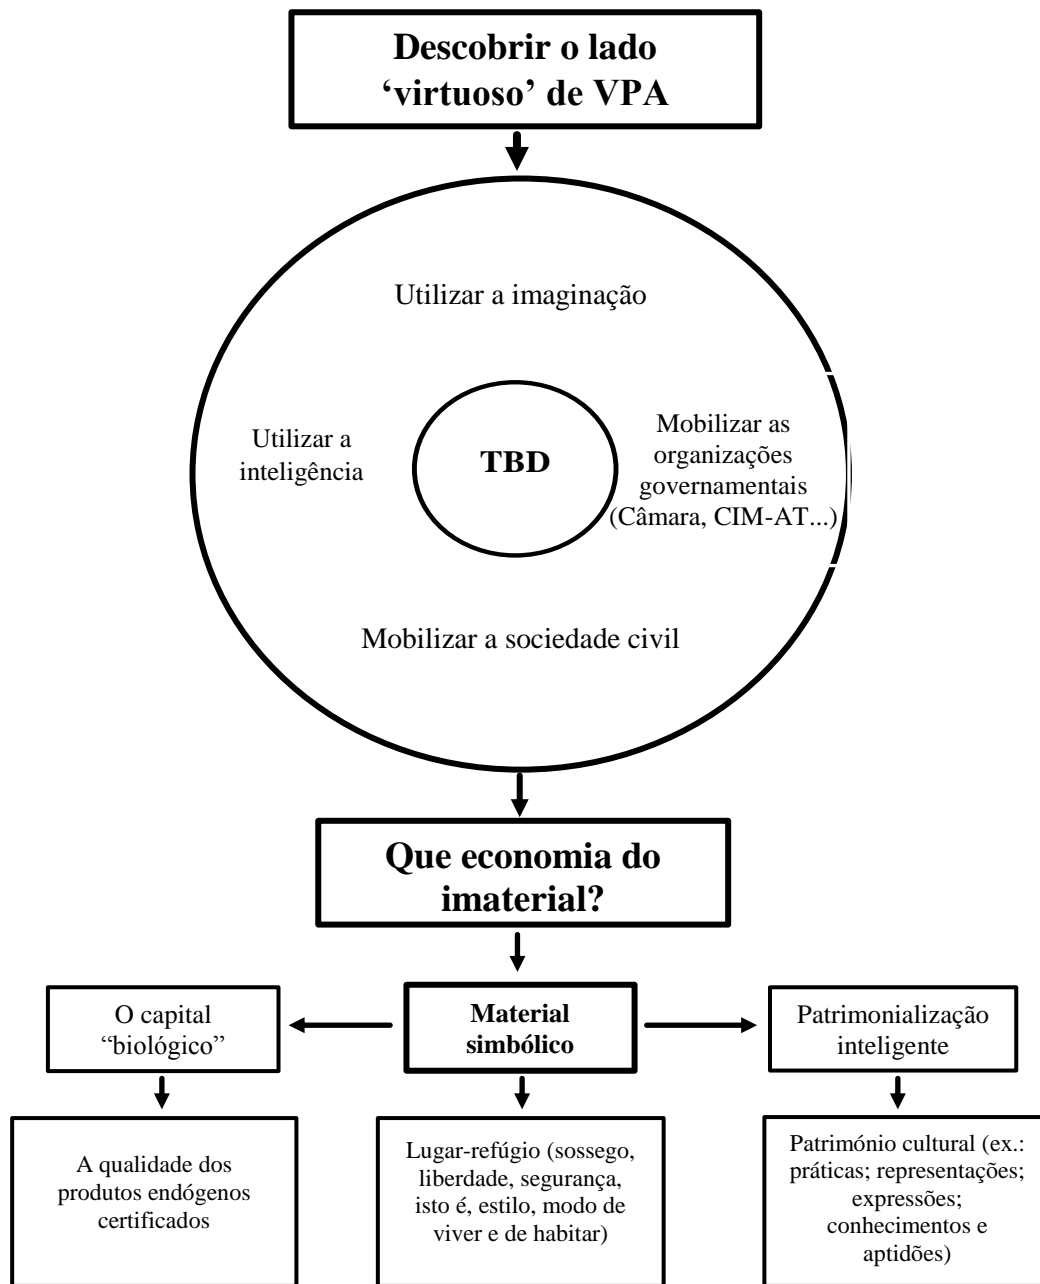 Descobrir o lado
‘virtuoso’ de VPA
Utilizar a imaginação
Utilizar a
inteligência
TBD
Mobilizar as
organizações
governamentais
(Câmara, CIM-AT...)
Mobilizar a sociedade civil
Que economia do
imaterial?
O capital
“biológico”
Material
simbólico
Patrimonialização
inteligente
A qualidade dos
produtos endógenos
certificados
Lugar-refúgio (sossego,
liberdade, segurança,
isto é, estilo, modo de
viver e de habitar)
Património cultural (ex.:
práticas; representações;
expressões;
conhecimentos e
aptidões)